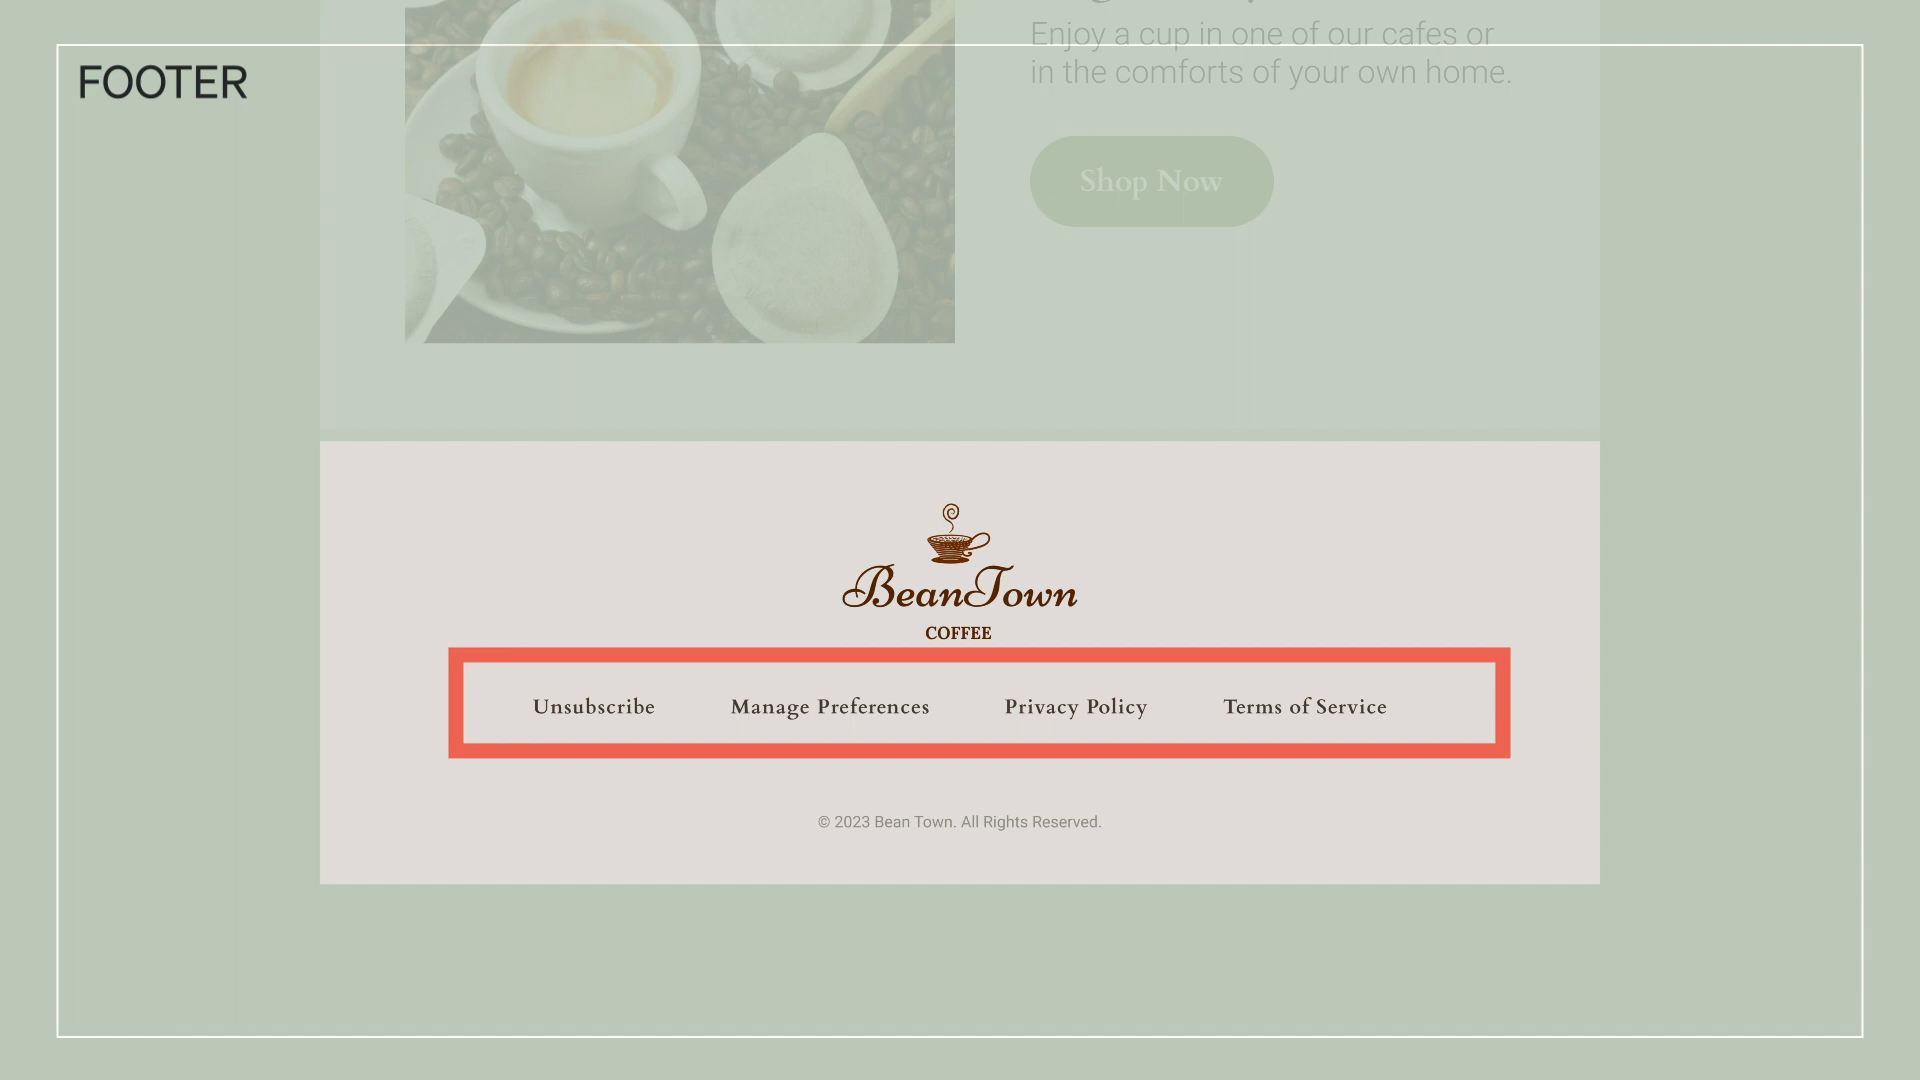 FOOTER
Enjoy a cup in one of our cafes or
in the comforts of your own home.
Shop Now
BeanTown
COFFEE
Unsubscribe Manage Preferences Privacy Policy Terms of Service
© 2023 Bean Town. All Rights Reserved.